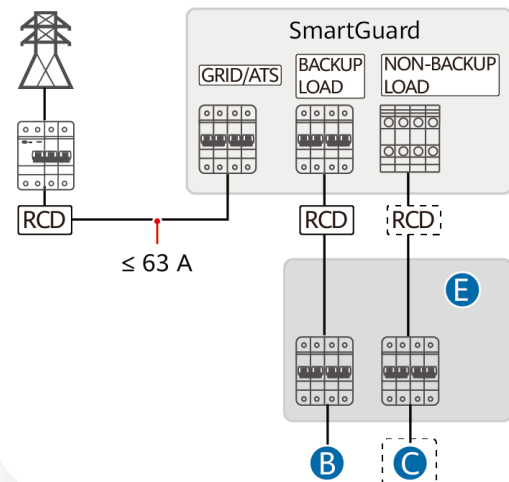 SmartGuard
GRID/ATS
BACKUP
LOAD
NON-BACKUP
LOAD
RCD
RCD
RCD
≤ 63 A
E
B
C